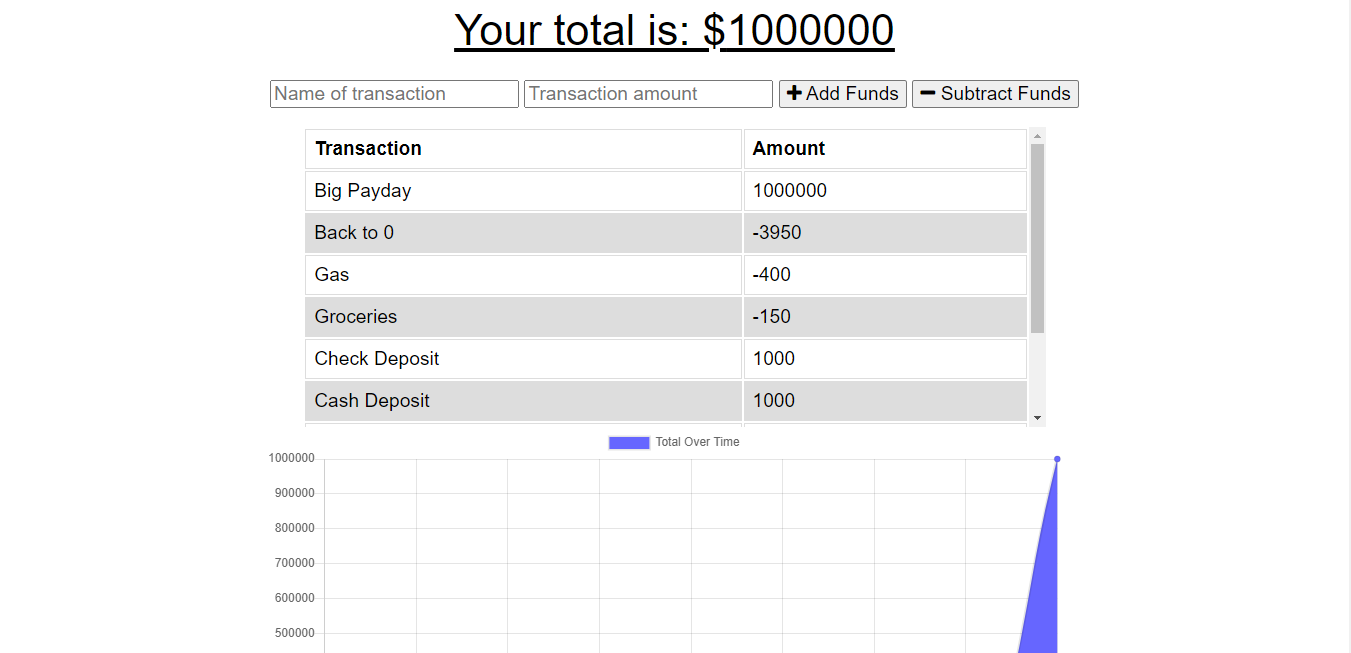 Your total is: $1000000
Name of transaction Transaction amount Add Funds Subtract Funds
Transaction Amount
Big Payday 1000000
Back to 0 -3950
Gas -400
Groceries -150
Check Deposit 1000
Cash Deposit 1000
Total Over Time
1000000
900000
800000
700000
600000
500000